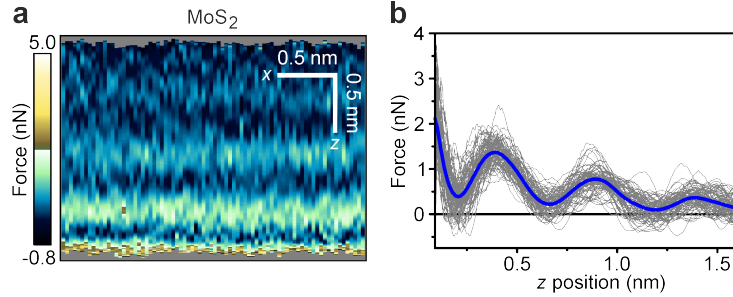 a
MoS2
5.0
Force (nN)
-0.8
0.5 nm
x
0.5 nm
z
b
Force (nN)
4
3
2
1
0
0.5
1.0
1.5
z position (nm)